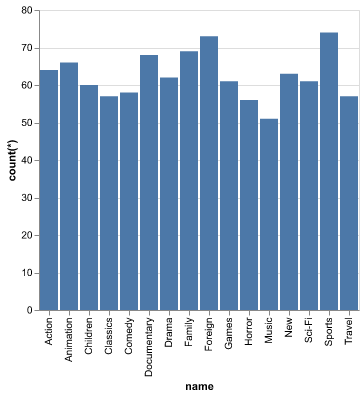 80
70
60
50
40
30
20
10
0
count(*)
Action
Animation
Children
Classics
Comedy
Documentary
Drama
Family
Foreign
Games
Horror
Music
New
Sci-Fi
Sports
Travel
name